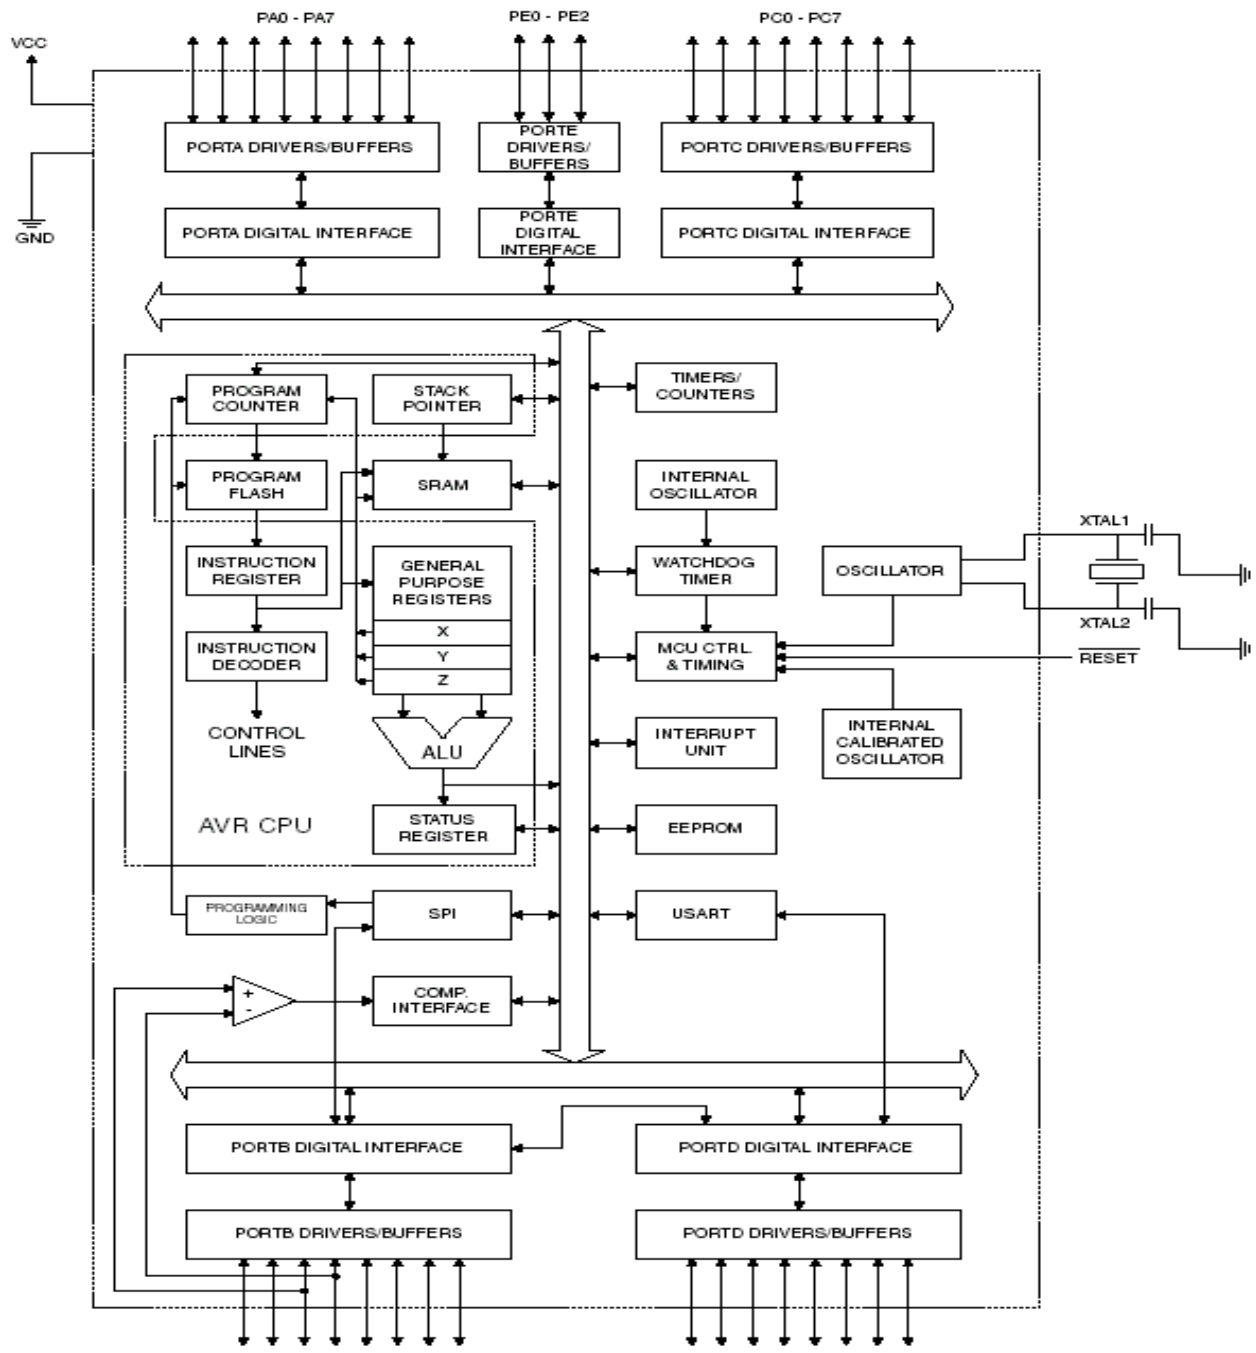 PA0 - PA7
PE0 - PE2
PC0 - PC7
VCC
GND
PORTA DRIVERS/BUFFERS
PORTE
DRIVERS/
BUFFERS
PORTC DRIVERS/BUFFERS
PORTA DIGITAL INTERFACE
PORTE
DIGITAL
INTERFACE
PORTC DIGITAL INTERFACE
PROGRAM
COUNTER
STACK
POINTER
TIMERS/
COUNTERS
PROGRAM
FLASH
SRAM
INTERNAL
OSCILLATOR
XTAL1
INSTRUCTION
REGISTER
GENERAL
PURPOSE
REGISTERS
WATCHDOG
TIMER
OSCILLATOR
X
Y
Z
INSTRUCTION
DECODER
MCU CTRL.
& TIMING
XTAL2
RESET
CONTROL
LINES
ALU
INTERRUPT
UNIT
INTERNAL
CALIBRATED
OSCILLATOR
AVR CPU
STATUS
REGISTER
EEPROM
PROGRAMMING
LOGIC
SPI
USART
+
-
COMP.
INTERFACE
PORTB DIGITAL INTERFACE
PORTD DIGITAL INTERFACE
PORTB DRIVERS/BUFFERS
PORTD DRIVERS/BUFFERS